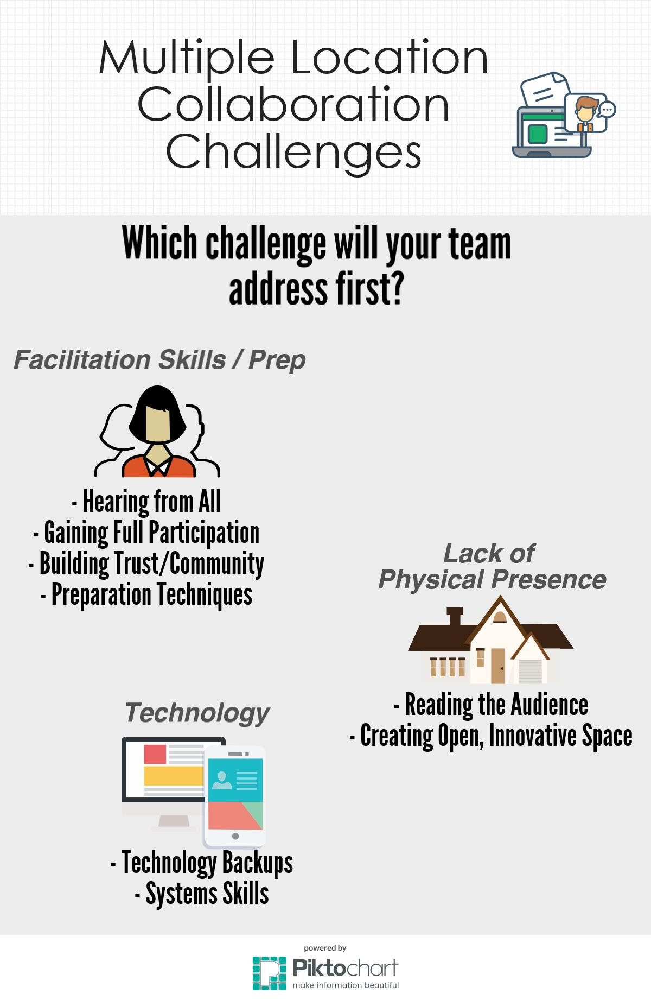 Multiple Location
Collaboration
Challenges
Which challenge will your team
address first?
Facilitation Skills / Prep
- Hearing from All
- Gaining Full Participation
- Building Trust/Community
- Preparation Techniques
Lack of
Physical Presence
- Reading the Audience
- Creating Open, Innovative Space
Technology
- Technology Backups
- Systems Skills
powered by
Piktochart
make information beautiful